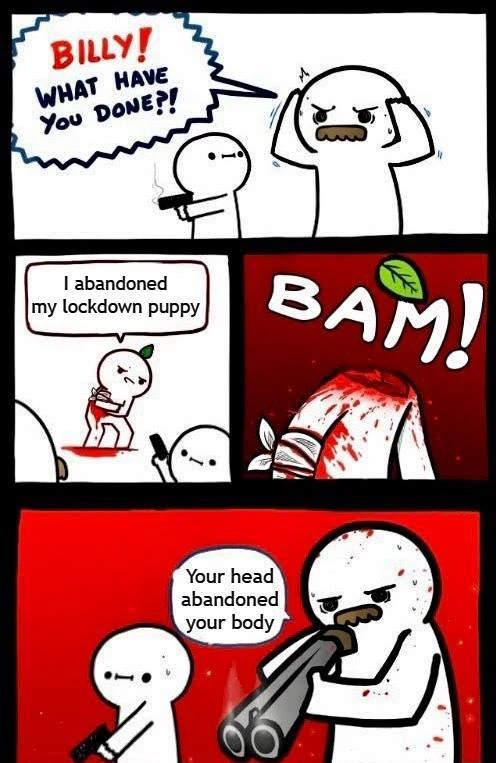 BILLY!
WHAT HAVE
YOU DONE?!
I abandoned
my lockdown puppy
BAM!
Your head
abandoned
your body